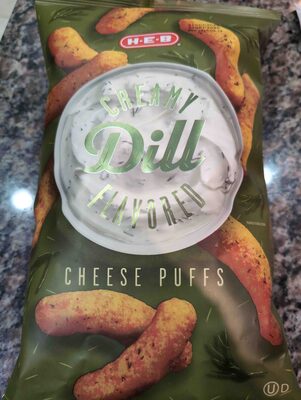 H-E-B
CREAMY
Dill
FLAVORED
CHEESE PUFFS
U D